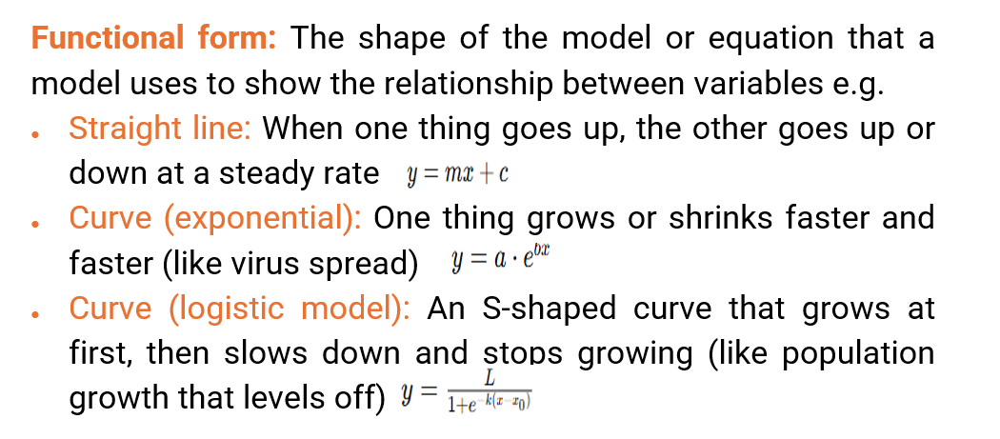 Functional form: The shape of the model or equation that a
model uses to show the relationship between variables e.g.
• Straight line: When one thing goes up, the other goes up or
down at a steady rate y = mx + c
• Curve (exponential): One thing grows or shrinks faster and
faster (like virus spread) y = a · e^{bx}
• Curve (logistic model): An S-shaped curve that grows at
first, then slows down and stops growing (like population
growth that levels off) y = \frac{L}{1+e^{-k(x-x_0)}}